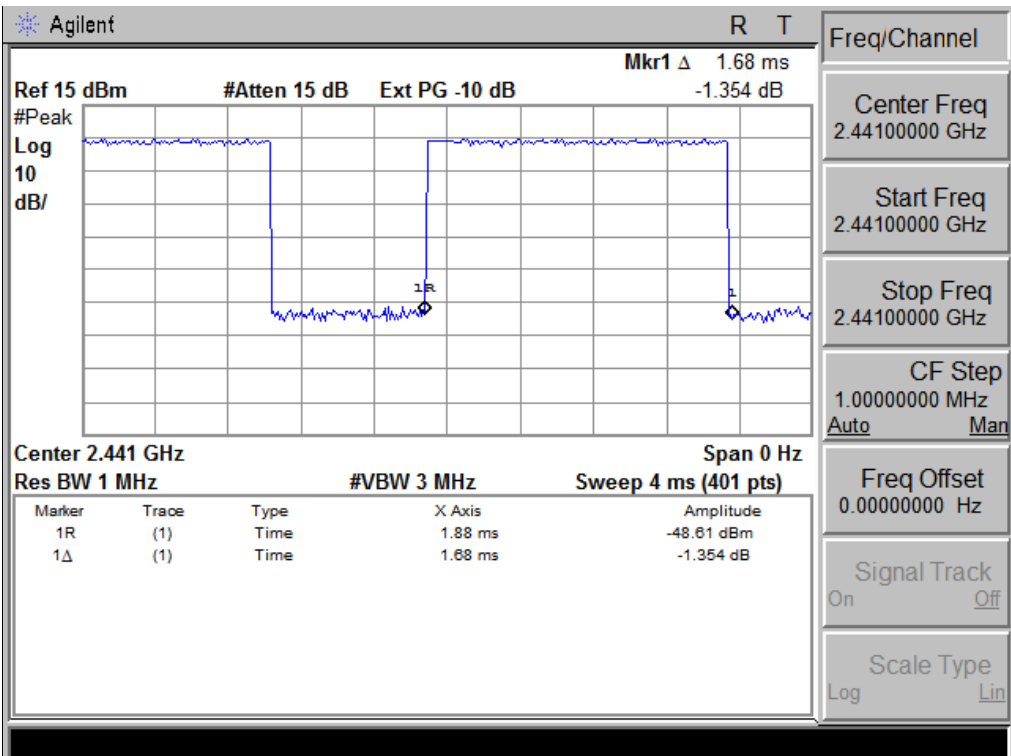 Agilent R T
Mkr1 Δ 1.68 ms
Ref 15 dBm #Atten 15 dB Ext PG -10 dB -1.354 dB
#Peak
Log
10
dB/
1R
1
Center 2.441 GHz Span 0 Hz
Res BW 1 MHz #VBW 3 MHz Sweep 4 ms (401 pts)
Marker Trace Type X Axis Amplitude
1R (1) Time 1.88 ms -48.61 dBm
1Δ (1) Time 1.68 ms -1.354 dB
Freq/Channel
Center Freq
2.44100000 GHz
Start Freq
2.44100000 GHz
Stop Freq
2.44100000 GHz
CF Step
1.00000000 MHz
Auto Man
Freq Offset
0.00000000 Hz
Signal Track
On Off
Scale Type
Log Lin